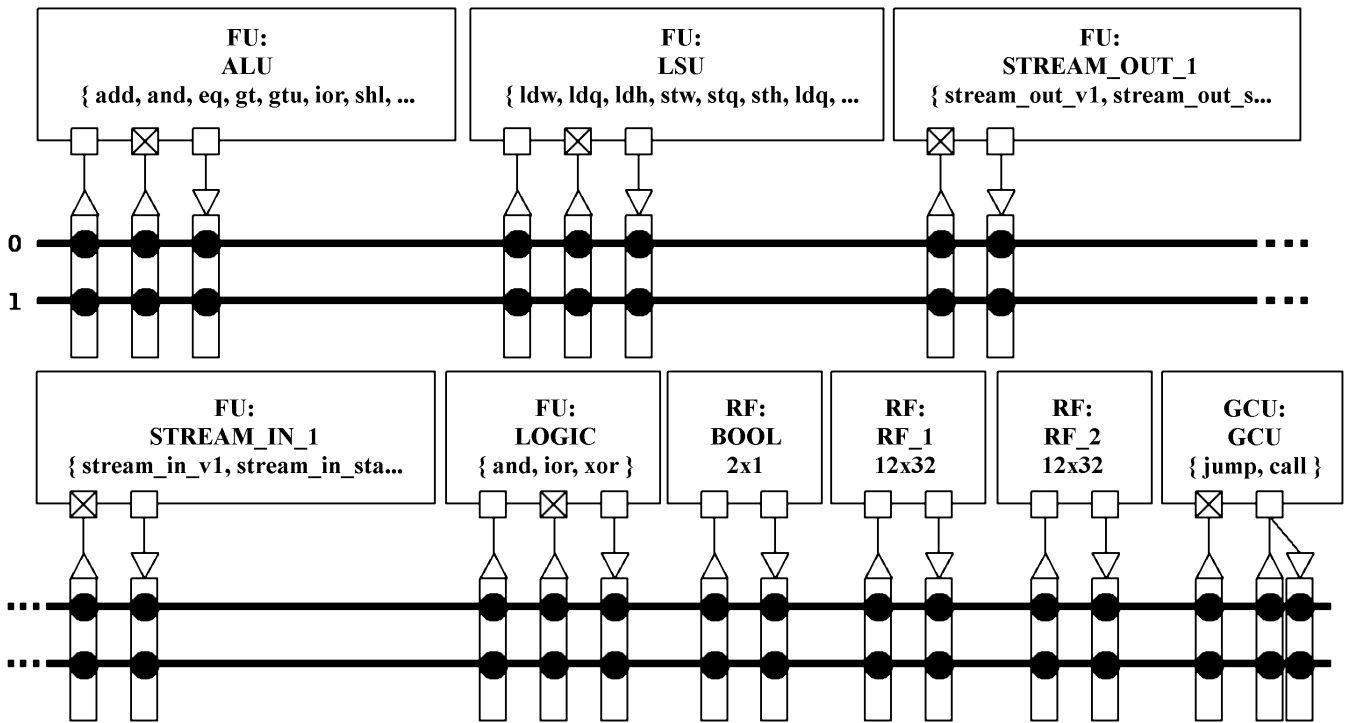 FU:
ALU
{ add, and, eq, gt, gtu, ior, shl, ...
FU:
LSU
{ ldw, ldq, ldh, stw, stq, sth, ldq, ...
FU:
STREAM_OUT_1
{ stream_out_v1, stream_out_s...
0
1
FU:
STREAM_IN_1
{ stream_in_v1, stream_in_sta...
FU:
LOGIC
{ and, ior, xor }
RF:
BOOL
2x1
RF:
RF_1
12x32
RF:
RF_2
12x32
GCU:
GCU
{ jump, call }